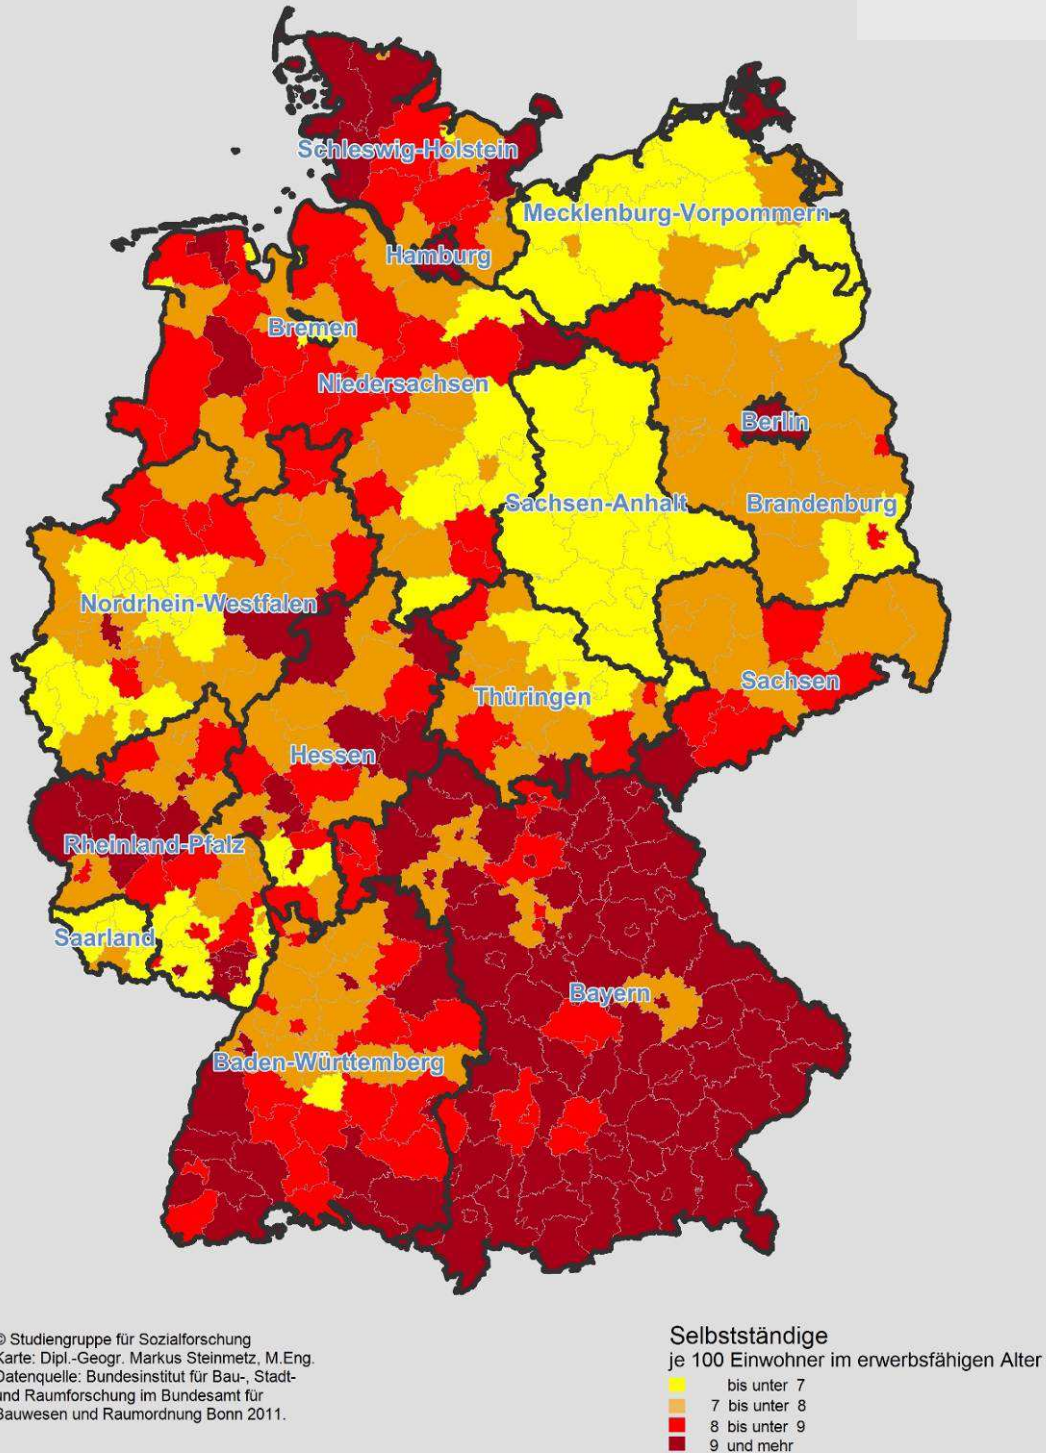 Schleswig-Holstein
Mecklenburg-Vorpommern
Hamburg
Bremen
Niedersachsen
Berlin
Sachsen-Anhalt
Brandenburg
Nordrhein-Westfalen
Thüringen
Sachsen
Hessen
Rheinland-Pfalz
Saarland
Bayern
Baden-Württemberg
© Studiengruppe für Sozialforschung
Karte: Dipl.-Geogr. Markus Steinmetz, M.Eng.
Datenquelle: Bundesinstitut für Bau-, Stadt-
und Raumforschung im Bundesamt für
Bauwesen und Raumordnung Bonn 2011.
Selbstständige
je 100 Einwohner im erwerbsfähigen Alter
bis unter 7
7 bis unter 8
8 bis unter 9
9 und mehr